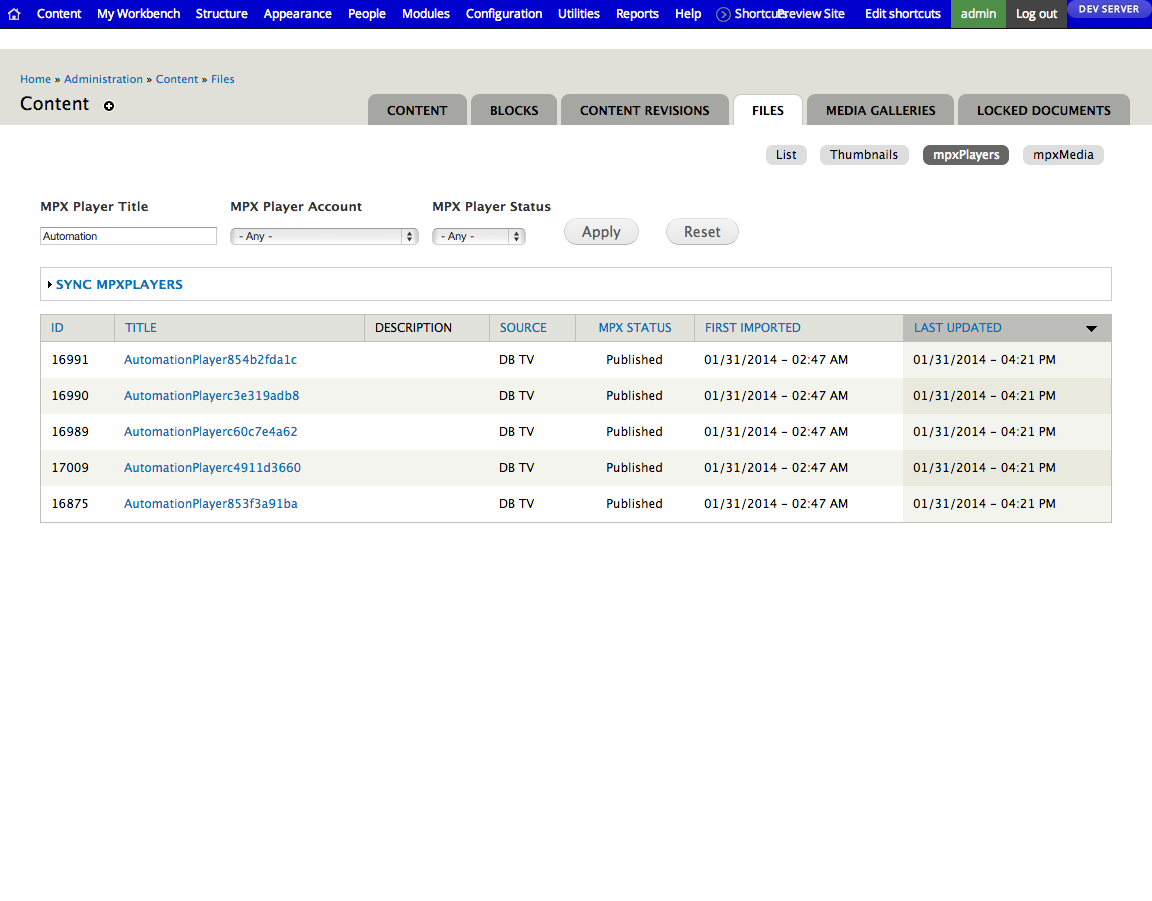 Content My Workbench Structure Appearance People Modules Configuration Utilities Reports Help Shortcuts Preview Site Edit shortcuts admin Log out DEV SERVER
Home » Administration » Content » Files
Content
CONTENT BLOCKS CONTENT REVISIONS FILES MEDIA GALLERIES LOCKED DOCUMENTS
List Thumbnails mpxPlayers mpxMedia
MPX Player Title MPX Player Account MPX Player Status
Automation - Any - - Any - Apply Reset
SYNC MPXPLAYERS
ID TITLE DESCRIPTION SOURCE MPX STATUS FIRST IMPORTED LAST UPDATED
16991 AutomationPlayer854b2fda1c DB TV Published 01/31/2014 - 02:47 AM 01/31/2014 - 04:21 PM
16990 AutomationPlayerc3e319adb8 DB TV Published 01/31/2014 - 02:47 AM 01/31/2014 - 04:21 PM
16989 AutomationPlayerc60c7e4a62 DB TV Published 01/31/2014 - 02:47 AM 01/31/2014 - 04:21 PM
17009 AutomationPlayerc4911d3660 DB TV Published 01/31/2014 - 02:47 AM 01/31/2014 - 04:21 PM
16875 AutomationPlayer853f3a91ba DB TV Published 01/31/2014 - 02:47 AM 01/31/2014 - 04:21 PM